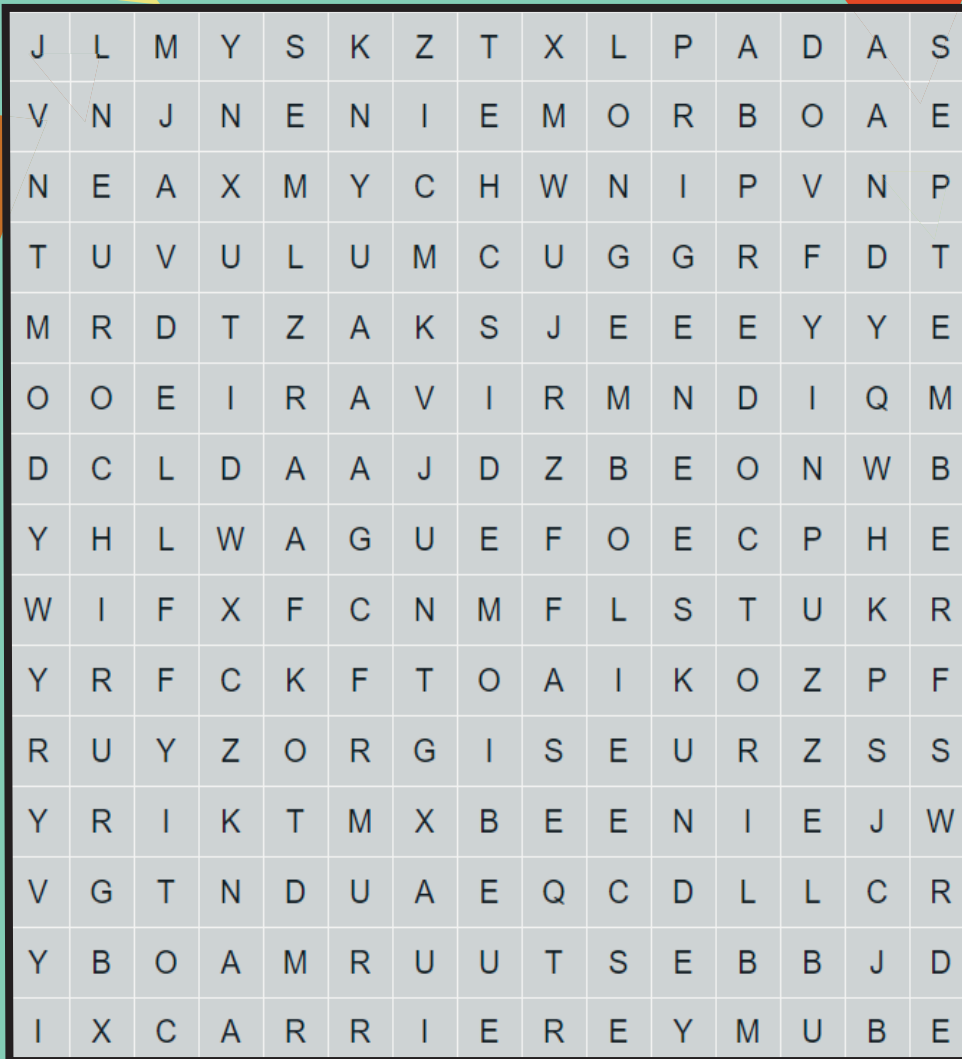 J L M Y S K Z T X L P A D A S
V N J N E N I E M O R B O A E
N E A X M Y C H W N I P V N P
T U V U L U M C U G G R F D T
M R D T Z A K S J E E E Y Y E
O O E I R A V I R M N D I Q M
D C L D A A J D Z B E O N W B
Y H L W A G U E F O E C P H E
W I F X F C N M F L S T U K R
Y R F C K F T O A I K O Z P F
R U Y Z O R G I S E U R Z S S
Y R I K T M X B E E N I E J W
V G T N D U A E Q C D L L C R
Y B O A M R U U T S E B B J D
I X C A R R I E R E Y M U B E